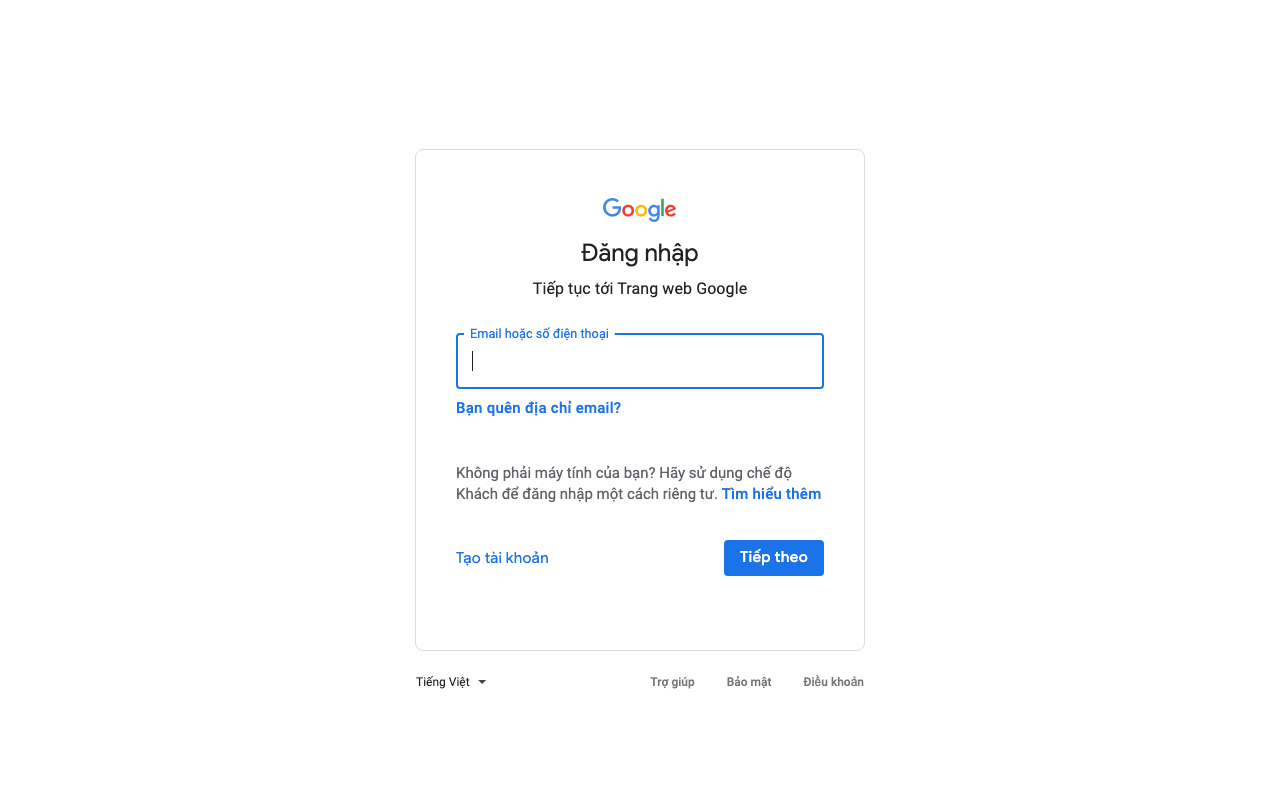 Google
Đăng nhập
Tiếp tục tới Trang web Google
Email hoặc số điện thoại
Bạn quên địa chỉ email?
Không phải máy tính của bạn? Hãy sử dụng chế độ
Khách để đăng nhập một cách riêng tư. Tìm hiểu thêm
Tạo tài khoản
Tiếp theo
Tiếng Việt
Trợ giúp
Bảo mật
Điều khoản